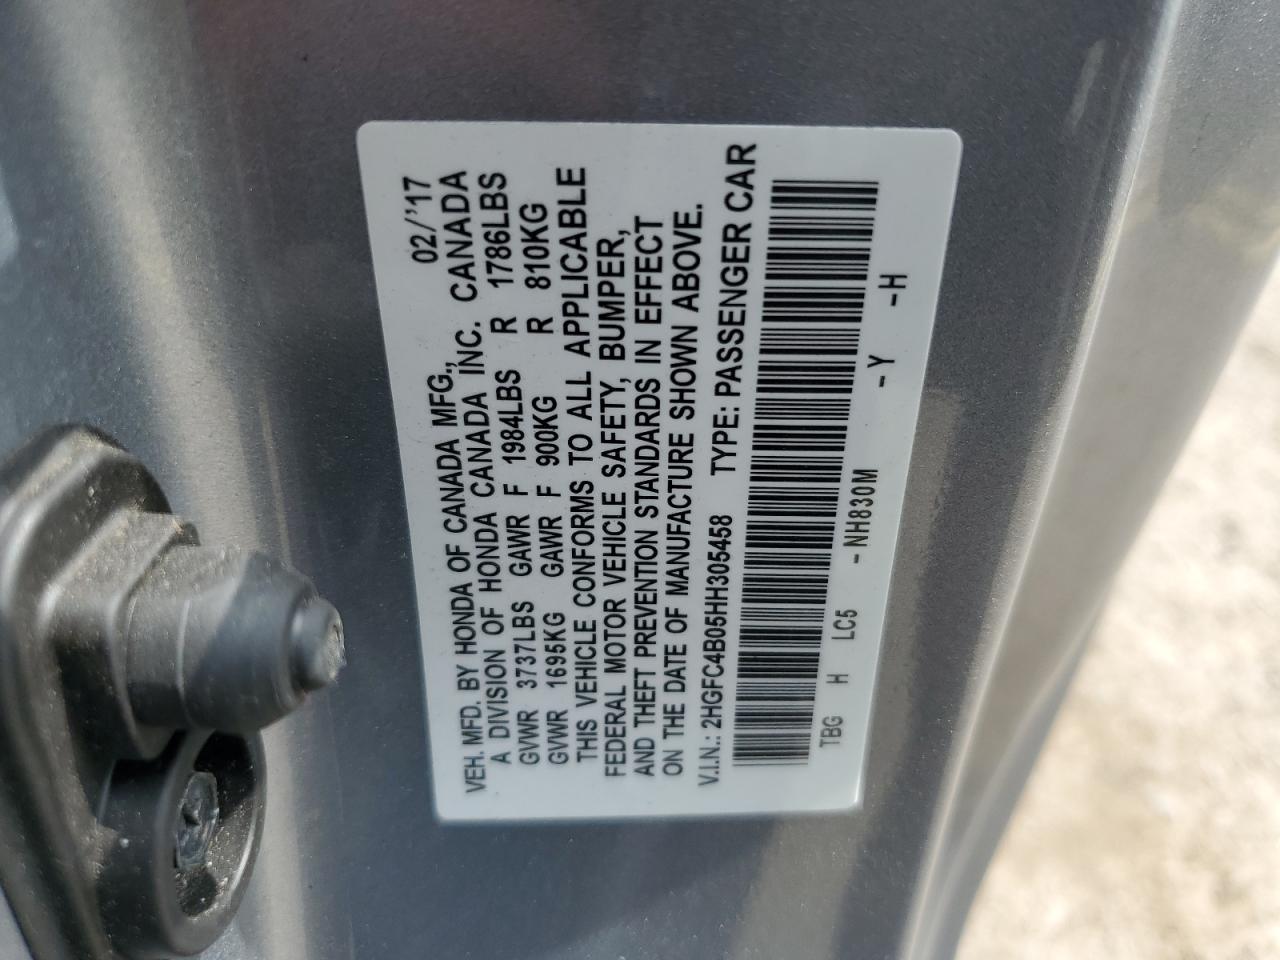 VEH. MFD. BY HONDA OF CANADA MFG., 02/'17
A DIVISION OF HONDA CANADA INC. CANADA
GVWR 3737LBS GAWR F 1984LBS R 1786LBS
GVWR 1695KG GAWR F 900KG R 810KG
THIS VEHICLE CONFORMS TO ALL APPLICABLE
FEDERAL MOTOR VEHICLE SAFETY, BUMPER,
AND THEFT PREVENTION STANDARDS IN EFFECT
ON THE DATE OF MANUFACTURE SHOWN ABOVE.
V.I.N.: 2HGFC4B05HH305458 TYPE: PASSENGER CAR
TBG H LC5 -NH830M -Y -H